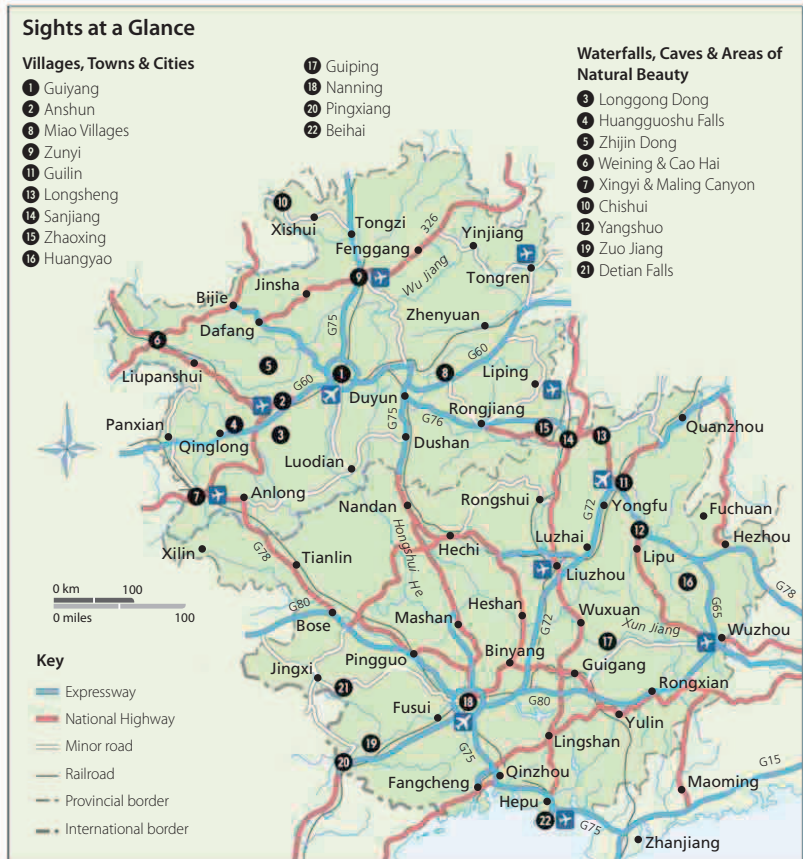 Sights at a Glance
Villages, Towns & Cities
1 Guiyang
2 Anshun
8 Miao Villages
9 Zunyi
11 Guilin
13 Longsheng
14 Sanjiang
15 Zhaoxing
16 Huangyao
17 Guiping
18 Nanning
20 Pingxiang
22 Beihai
Waterfalls, Caves & Areas of
Natural Beauty
3 Longgong Dong
4 Huangguoshu Falls
5 Zhijin Dong
6 Weining & Cao Hai
7 Xingyi & Maling Canyon
10 Chishui
12 Yangshuo
19 Zuo Jiang
21 Detian Falls
10
Xishui
Tongzi
Fenggang
326
Yinjiang
Wu Jiang
9
Tongren
Jinsha
Bijie
Dafang
G75
Zhenyuan
6
5
1
8
G60
Liupanshui
Liping
G60
2
Duyun
Rongjiang
Panxian
4
3
G75
G76
15
14
13
Quanzhou
Qinglong
Dushan
Luodian
7
Anlong
11
Nandan
Rongshui
G72
Yongfu
Fuchuan
12
Hezhou
Xilin
G78
Tianlin
Hongshui He
Hechi
Luzhai
Lipu
Liuzhou
16
G78
0 km 100
0 miles 100
G80
Bose
Mashan
Heshan
G72
Wuxuan
Xun Jiang
G65
Wuzhou
17
Key
Jingxi
Pingguo
Binyang
Guigang
Expressway
21
Rongxian
National Highway
Fusui
18
G80
Yulin
Minor road
19
Lingshan
Railroad
20
G75
Qinzhou
G15
Provincial border
Fangcheng
Maoming
Hepu
International border
22
G75
Zhanjiang